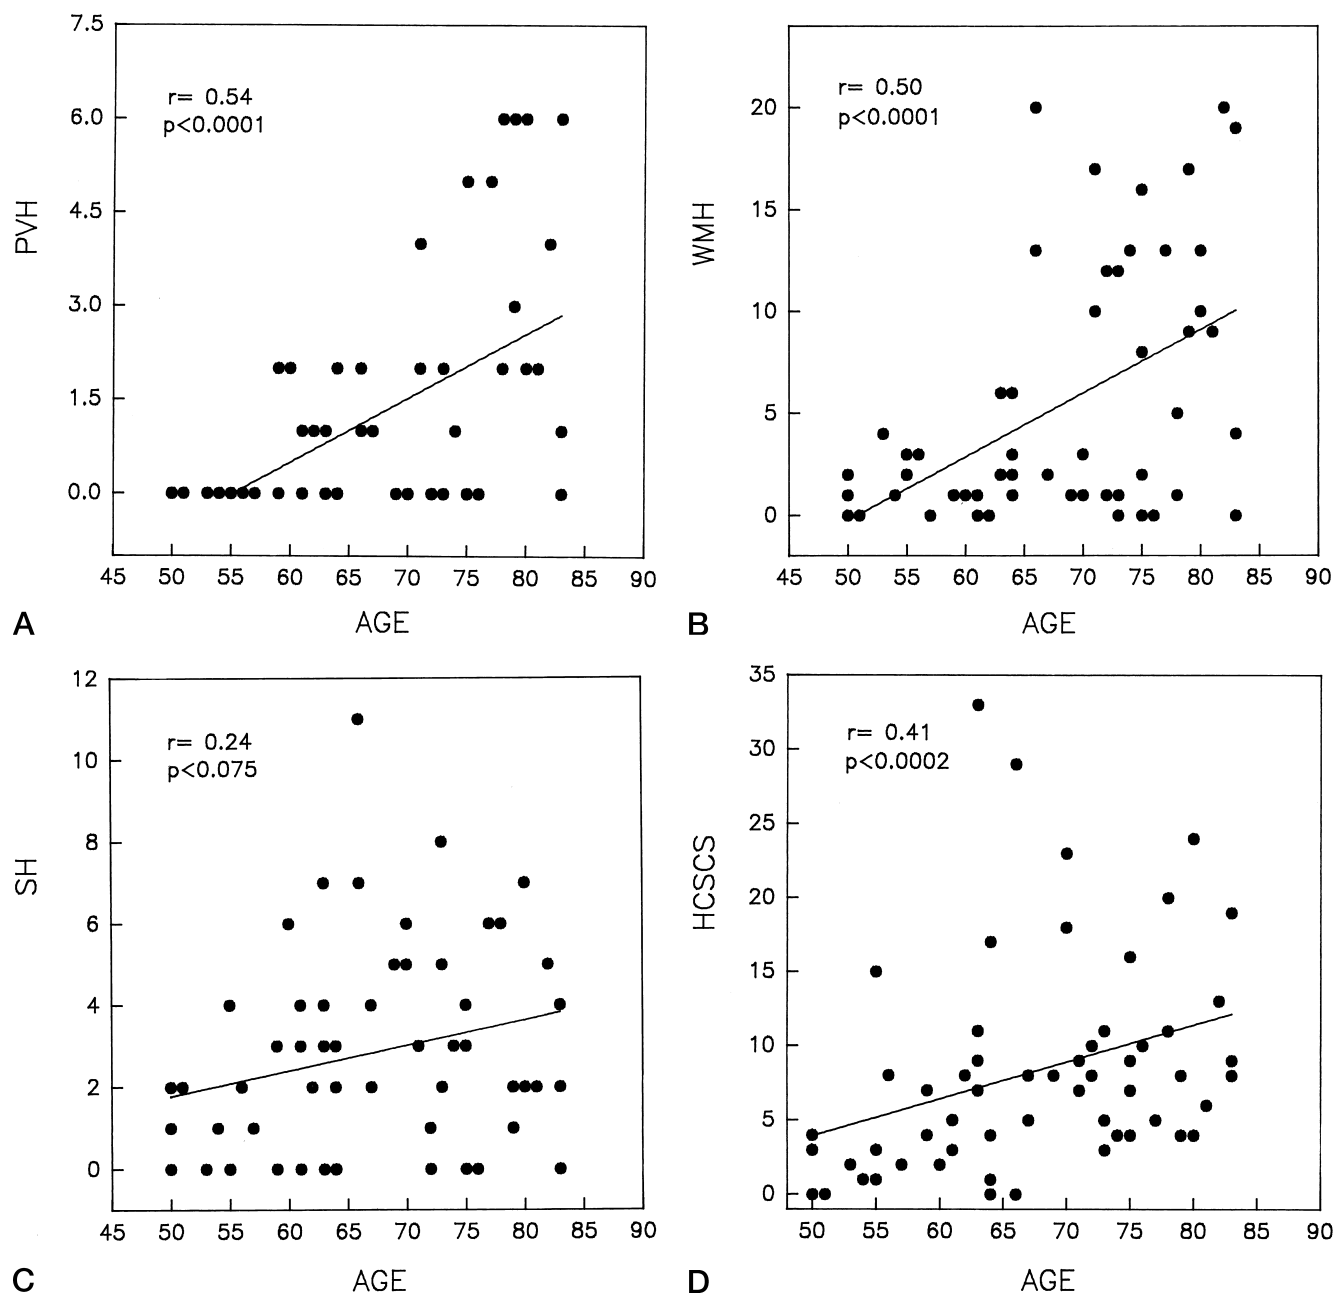 7.5
6.0
4.5
3.0
1.5
0.0
PVH
r= 0.54
p<0.0001
45 50 55 60 65 70 75 80 85 90
A
AGE
20
15
10
5
0
WMH
r= 0.50
p<0.0001
45 50 55 60 65 70 75 80 85 90
B
AGE
12
10
8
6
4
2
0
SH
r= 0.24
p<0.075
45 50 55 60 65 70 75 80 85 90
C
AGE
35
30
25
20
15
10
5
0
HCSCS
r= 0.41
p<0.0002
50 55 60 65 70 75 80 85 90
D
AGE